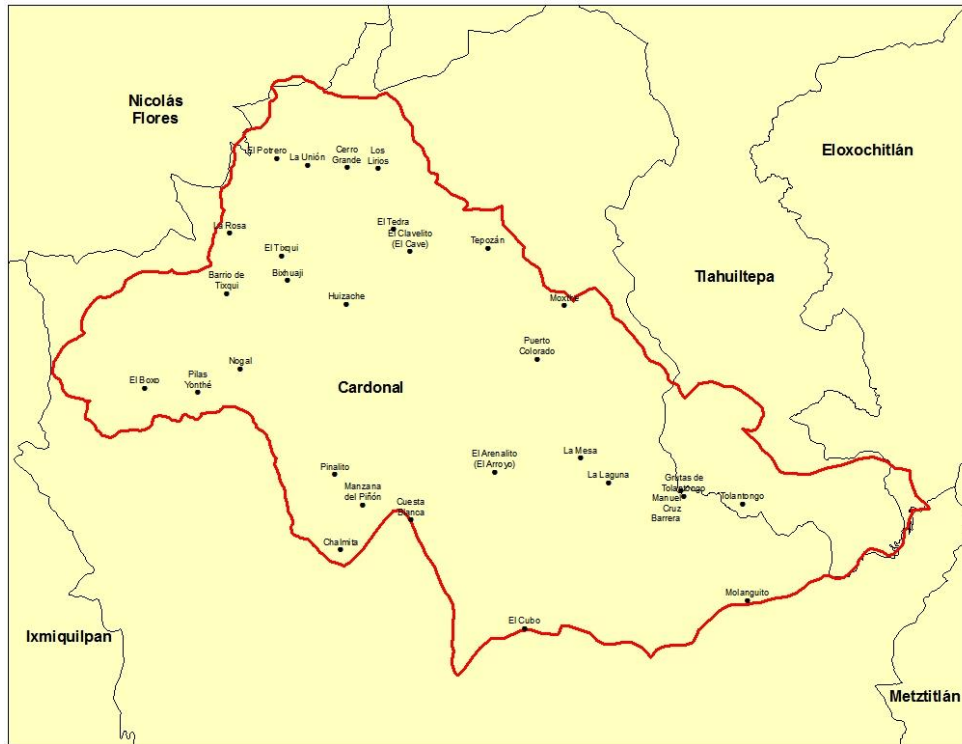 Nicolás
Flores
Eloxochitlán
El Potrero
La Unión
Cerro
Grande
Los
Lirios
La Rosa
El Tedra
El Clavelito
(El Cave)
Tepozán
El Tixqui
Bixhuaji
Barrio de
Tixqui
Huizache
Tlahuiltepa
Moxthe
Puerto
Colorado
Nogal
El Boxo
Pilas
Yonthé
Cardonal
El Arenalito
(El Arroyo)
La Mesa
La Laguna
Pinalito
Manzana
del Piñón
Cuesta
Blanca
Chalmita
Grutas de
Tolantongo
Manuel
Cruz
Barrera
Tolantongo
Molanguito
El Cubo
Ixmiquilpan
Metztitlán